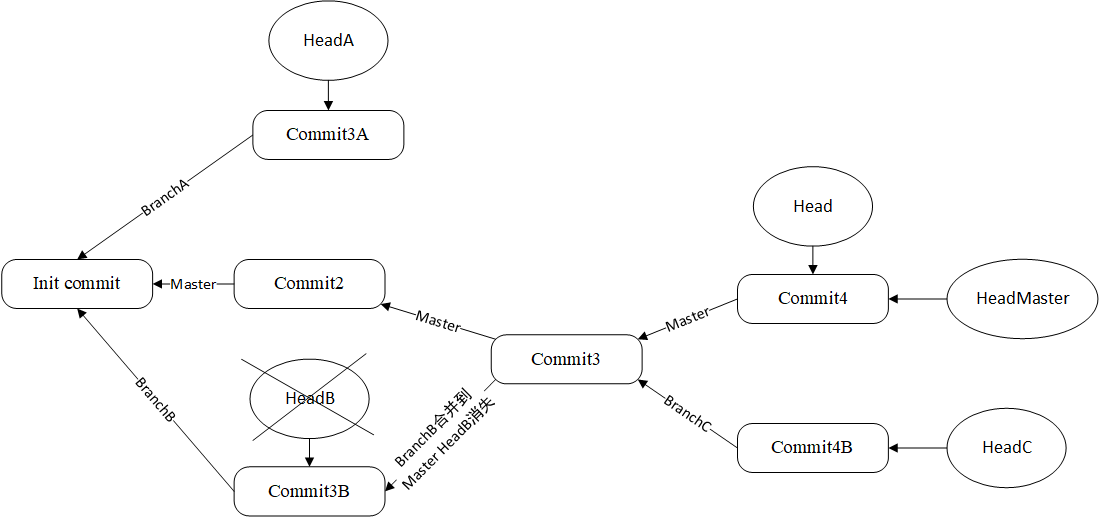 HeadA
Commit3A
BranchA
Head
Init commit
Master
Commit2
Commit4
HeadMaster
Master
Master
Commit3
HeadB
BranchB
BranchB合并到
Master HeadB消失
BranchC
Commit4B
HeadC
Commit3B